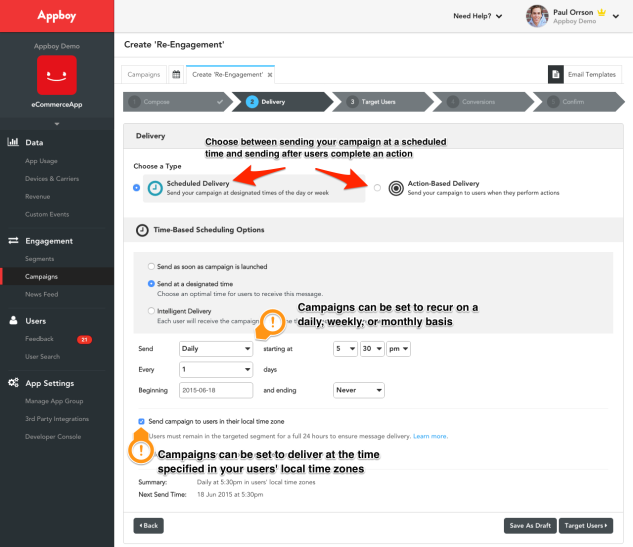 Appboy
Need Help?
Paul Orrson
Appboy Demo
Appboy Demo
eCommerceApp
Create 'Re-Engagement'
Campaigns
Create 'Re-Engagement' ×
Email Templates
1 Compose
2 Delivery
3 Target Users
Conversions
Confirm
Data
App Usage
Devices & Carriers
Revenue
Custom Events
Engagement
Segments
Campaigns
News Feed
Users
Feedback 21
User Search
App Settings
Manage App Group
3rd Party Integrations
Developer Console
Delivery
Choose between sending your campaign at a scheduled
time and sending after users complete an action
Choose a Type
Scheduled Delivery
Send your campaign at designated times of the day or week
Action-Based Delivery
Send your campaign to users when they perform actions
Time-Based Scheduling Options
Send as soon as campaign is launched
Send at a designated time
Choose an optimal time for users to receive this message.
Intelligent Delivery
Each user will receive the campaign
Campaigns can be set to recur on a
daily, weekly, or monthly basis
Send Daily starting at 5 30 pm
Every 1 days
Beginning 2015-06-18 and ending Never
Send campaign to users in their local time zone
Users must remain in the targeted segment for a full 24 hours to ensure message delivery. Learn more.
Campaigns can be set to deliver at the time
specified in your users' local time zones
Summary: Daily at 5:30pm in users' local time zones
Next Send Time: 18 Jun 2015 at 5:30pm
Back
Save As Draft
Target Users